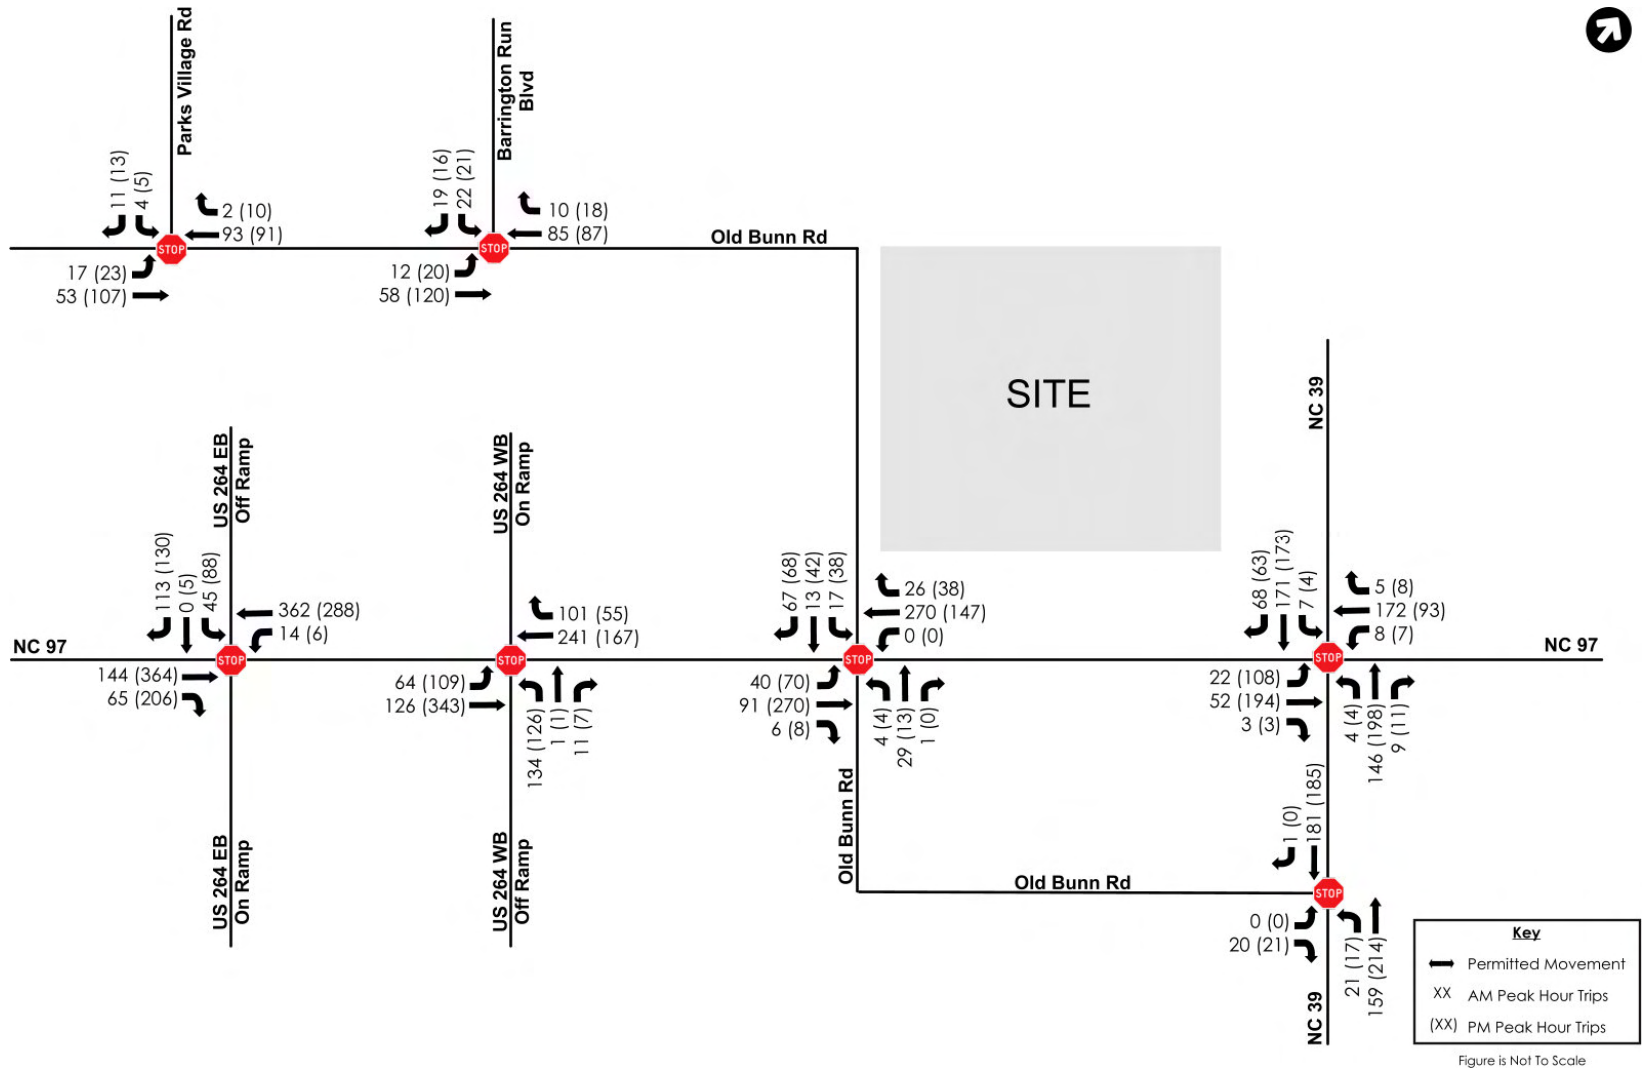 Parks Village Rd
Barrington Run
Blvd
11 (13)
4 (5)
2 (10)
93 (91)
STOP
17 (23)
53 (107)
19 (16)
22 (21)
10 (18)
85 (87)
STOP
12 (20)
58 (120)
Old Bunn Rd
SITE
NC 39
US 264 EB
Off Ramp
US 264 WB
On Ramp
113 (130)
0 (5)
45 (88)
362 (288)
14 (6)
NC 97
STOP
144 (364)
65 (206)
101 (55)
241 (167)
STOP
64 (109)
126 (343)
134 (126)
1 (1)
11 (7)
67 (68)
13 (42)
17 (38)
26 (38)
270 (147)
0 (0)
STOP
40 (70)
91 (270)
6 (8)
4 (4)
29 (13)
1 (0)
68 (63)
171 (173)
7 (4)
5 (8)
172 (93)
8 (7)
NC 97
STOP
22 (108)
52 (194)
3 (3)
4 (4)
146 (198)
9 (11)
US 264 EB
On Ramp
US 264 WB
Off Ramp
Old Bunn Rd
Old Bunn Rd
1 (0)
181 (185)
STOP
0 (0)
20 (21)
21 (17)
159 (214)
NC 39
Key
Permitted Movement
XX AM Peak Hour Trips
(XX) PM Peak Hour Trips
Figure is Not To Scale